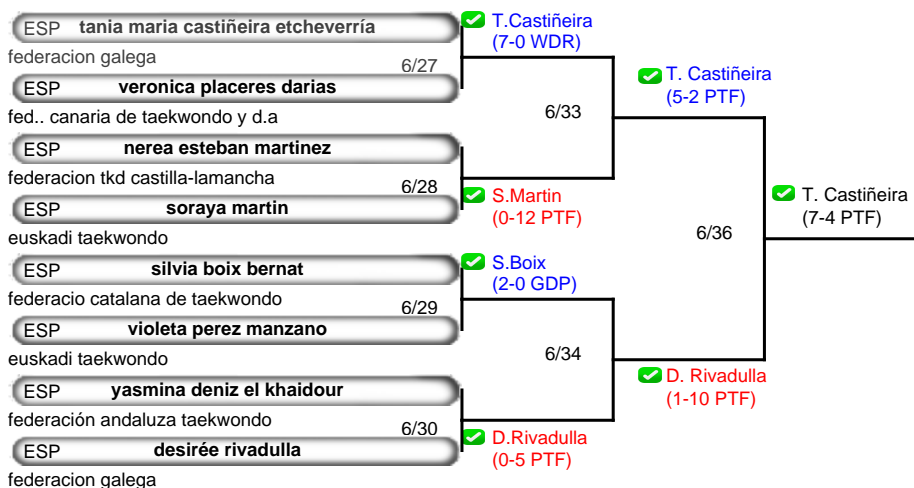 ESP tania maria castiñeira etcheverría
federacion galega
6/27
ESP veronica placeres darias
fed.. canaria de taekwondo y d.a
T.Castiñeira
(7-0 WDR)
ESP nerea esteban martinez
federacion tkd castilla-lamancha
6/28
ESP soraya martin
euskadi taekwondo
S.Martin
(0-12 PTF)
6/33
T. Castiñeira
(5-2 PTF)
ESP silvia boix bernat
federacio catalana de taekwondo
6/29
ESP violeta perez manzano
euskadi taekwondo
S.Boix
(2-0 GDP)
ESP yasmina deniz el khaidour
federación andaluza taekwondo
6/30
ESP desirée rivadulla
federacion galega
D.Rivadulla
(0-5 PTF)
6/34
D. Rivadulla
(1-10 PTF)
6/36
T. Castiñeira
(7-4 PTF)